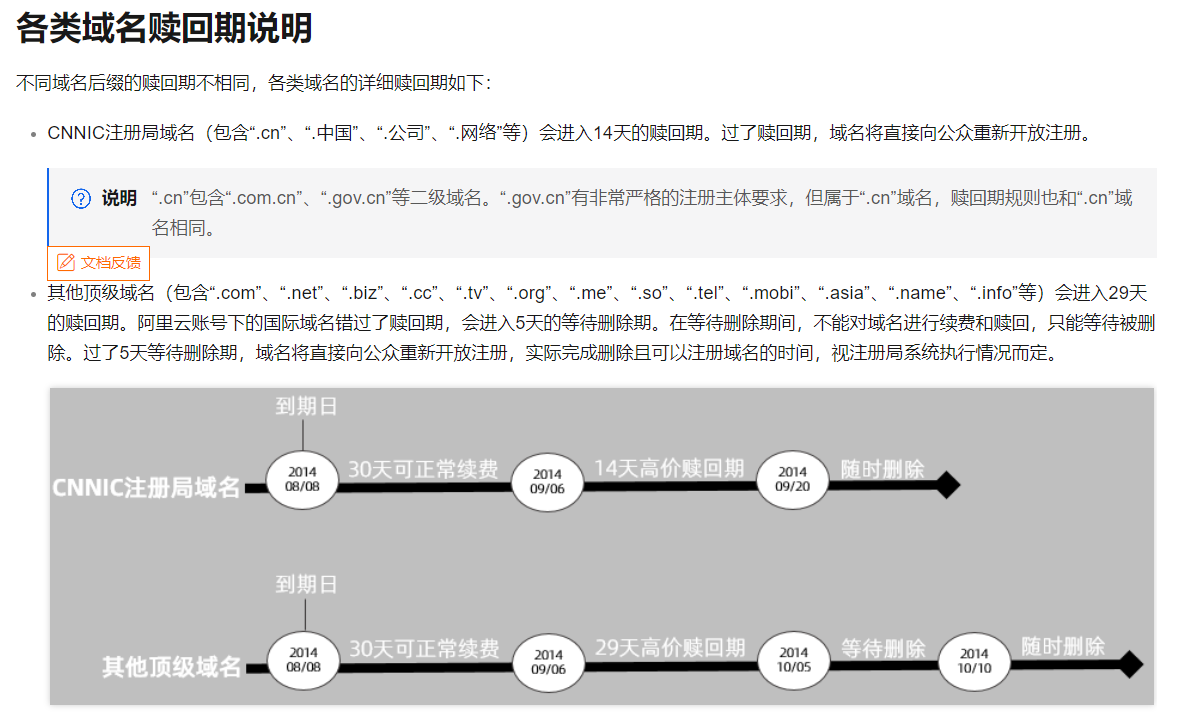 各类域名赎回期说明
不同域名后缀的赎回期不相同，各类域名的详细赎回期如下：
CNNIC注册局域名（包含“.cn”、“.中国”、“.公司”、“.网络”等）会进入14天的赎回期。过了赎回期，域名将直接向公众重新开放注册。
说明 “.cn”包含“.com.cn”、“.gov.cn”等二级域名。“.gov.cn”有非常严格的注册主体要求，但属于“.cn”域名，赎回期规则也和“.cn”域
名相同。
文档反馈
其他顶级域名（包含“.com”、“.net”、“.biz”、“.cc”、“.tv”、“.org”、“.me”、“.so”、“.tel”、“.mobi”、“.asia”、“.name”、“.info”等）会进入29天
的赎回期。阿里云账号下的国际域名错过了赎回期，会进入5天的等待删除期。在等待删除期间，不能对域名进行续费和赎回，只能等待被删
除。过了5天等待删除期，域名将直接向公众重新开放注册，实际完成删除且可以注册域名的时间，视注册局系统执行情况而定。
到期日
CNNIC注册局域名
2014
08/08
30天可正常续费
2014
09/06
14天高价赎回期
2014
09/20
随时删除
到期日
其他顶级域名
2014
08/08
30天可正常续费
2014
09/06
29天高价赎回期
2014
10/05
等待删除
2014
10/10
随时删除